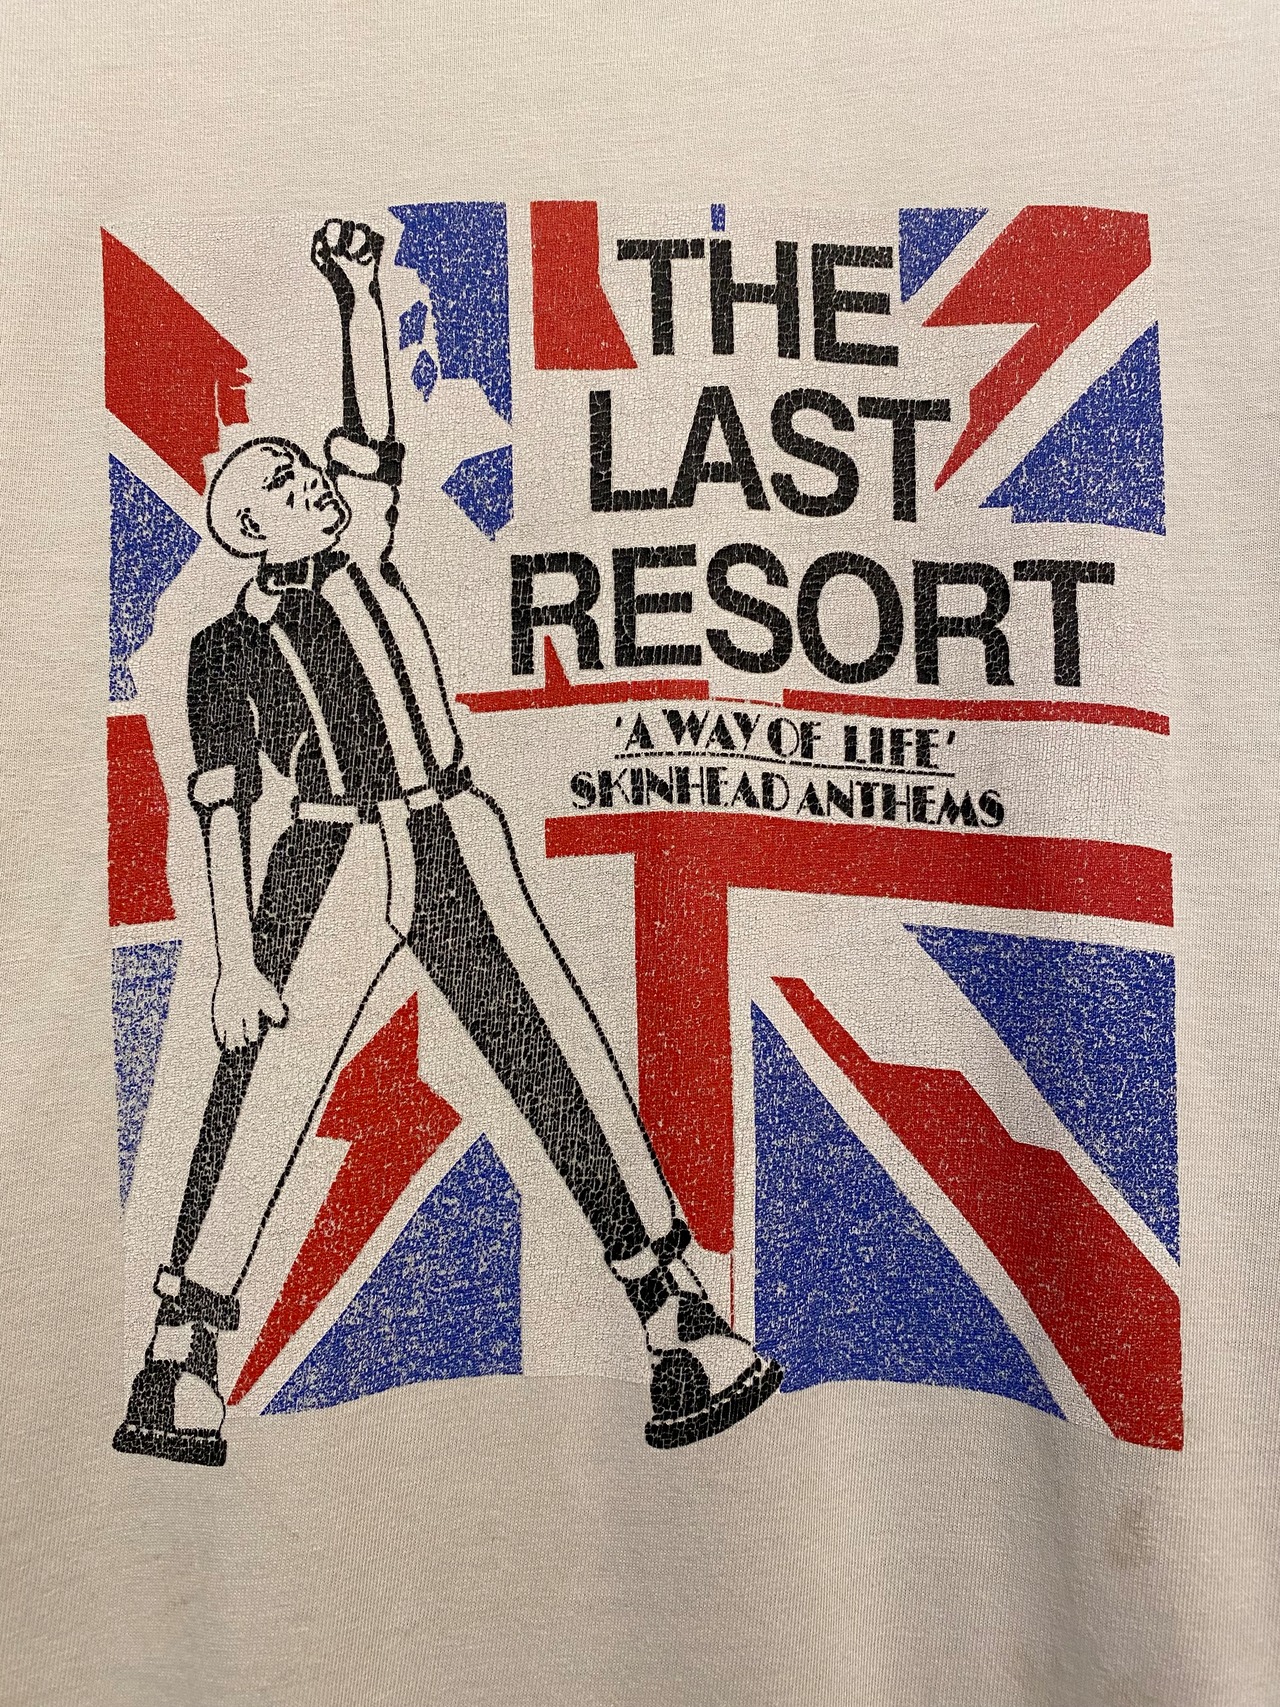 THE
LAST
RESORT
'A WAY OF LIFE'
SKINHEAD ANTHEMS